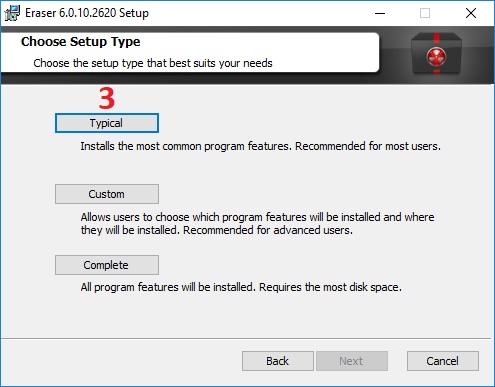 Eraser 6.0.10.2620 Setup
Choose Setup Type
Choose the setup type that best suits your needs
3
Typical
Installs the most common program features. Recommended for most users.
Custom
Allows users to choose which program features will be installed and where
they will be installed. Recommended for advanced users.
Complete
All program features will be installed. Requires the most disk space.
Back
Next
Cancel